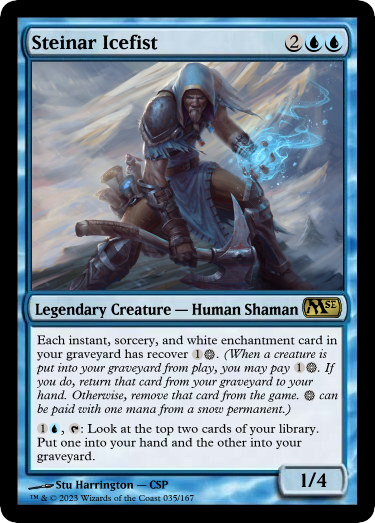 Steinar Icefist 2UU
Legendary Creature — Human Shaman MSE
Each instant, sorcery, and white enchantment card in
your graveyard has recover 1. (When a creature is
put into your graveyard from play, you may pay 1. If
you do, return that card from your graveyard to your
hand. Otherwise, remove that card from the game.
can be paid with one mana from a snow permanent.)
1, : Look at the top two cards of your library.
Put one into your hand and the other into your
graveyard.
1/4
Stu Harrington — CSP
™ & © 2023 Wizards of the Coast 035/167